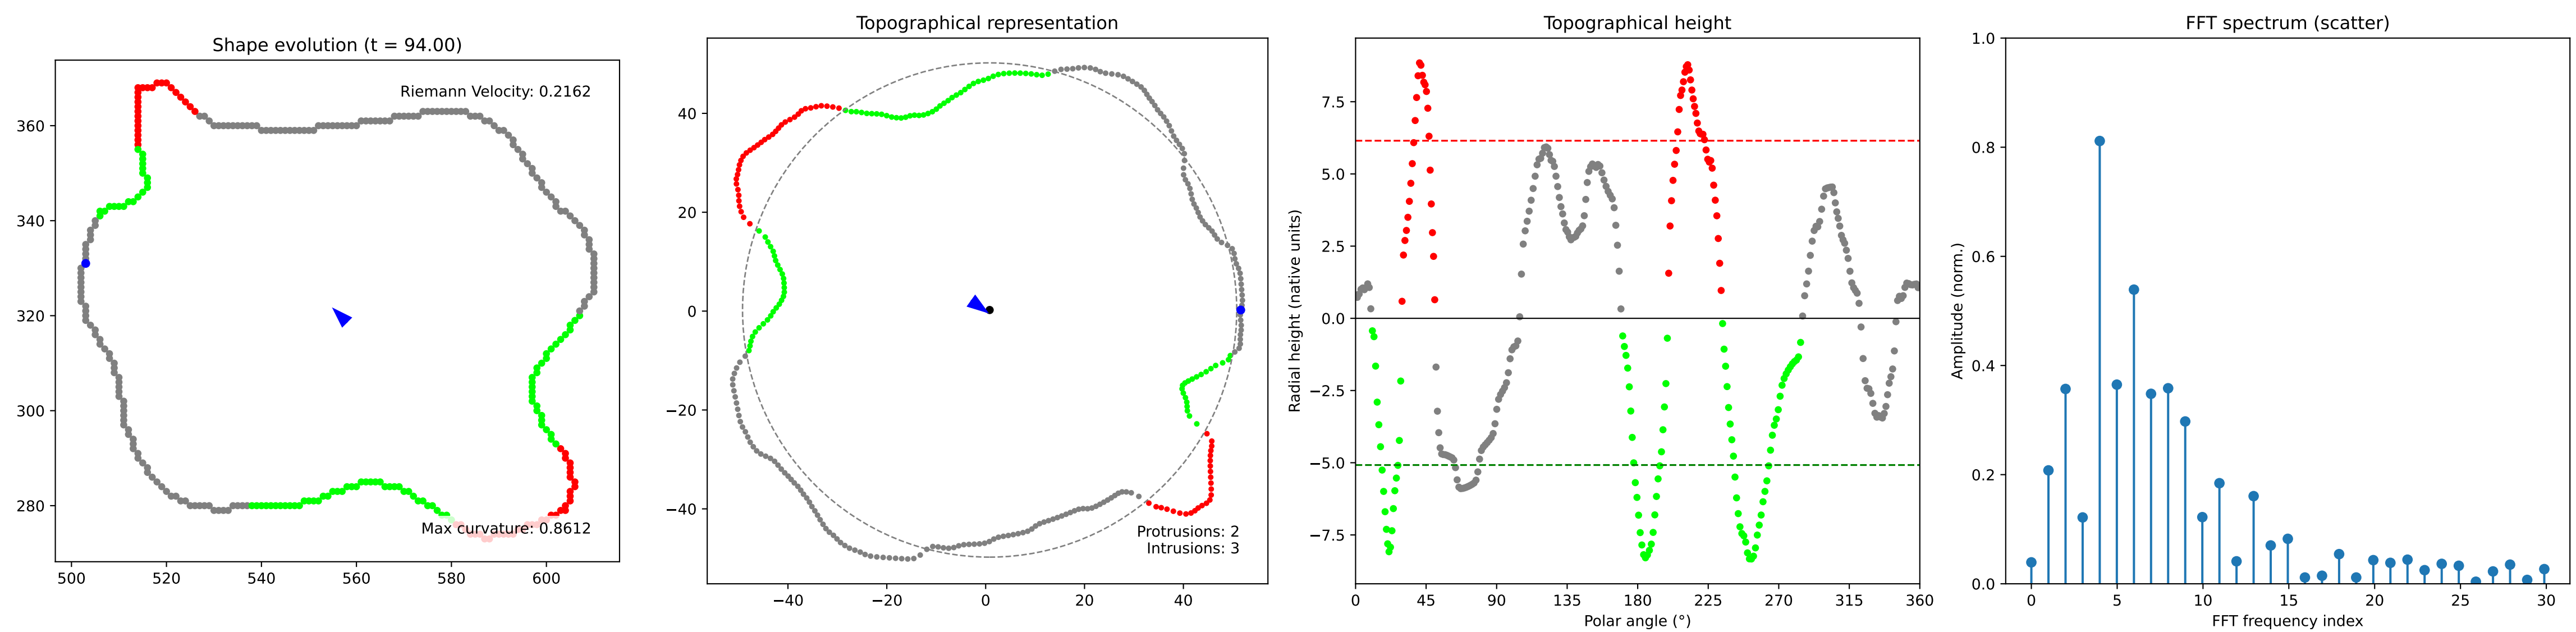 Shape evolution (t = 94.00)
Riemann Velocity: 0.2162
360
340
320
300
280
Max curvature: 0.8612
500 520 540 560 580 600
Topographical representation
40
20
0
−20
−40
Protrusions: 2
Intrusions: 3
−40 −20 0 20 40
Topographical height
Radial height (native units)
7.5
5.0
2.5
0.0
−2.5
−5.0
−7.5
0 45 90 135 180 225 270 315 360
Polar angle (°)
FFT spectrum (scatter)
Amplitude (norm.)
1.0
0.8
0.6
0.4
0.2
0.0
0 5 10 15 20 25 30
FFT frequency index